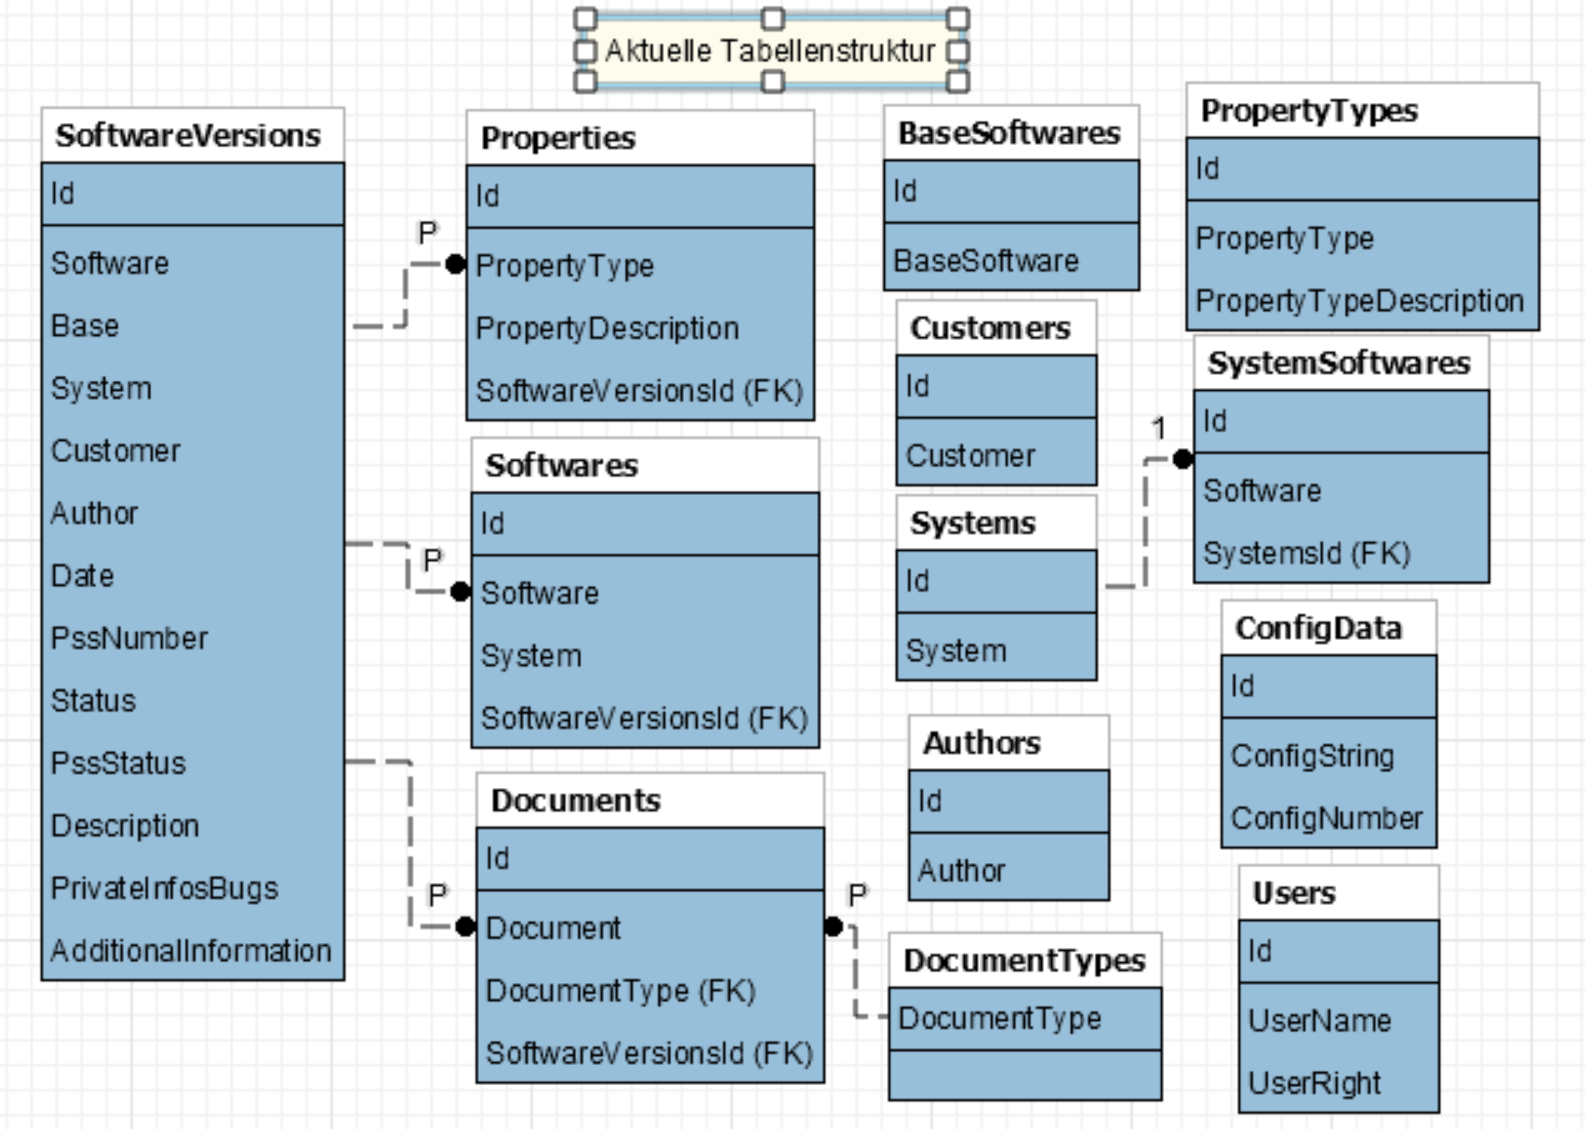 Aktuelle Tabellenstruktur
SoftwareVersions
Id
Software
Base
System
Customer
Author
Date
PssNumber
Status
PssStatus
Description
PrivateInfosBugs
AdditionalInformation
P
Properties
Id
PropertyType
PropertyDescription
SoftwareVersionsId (FK)
P
Softwares
Id
Software
System
SoftwareVersionsId (FK)
P
Documents
Id
Document
DocumentType (FK)
SoftwareVersionsId (FK)
P
BaseSoftwares
Id
BaseSoftware
Customers
Id
Customer
Systems
Id
System
1
Authors
Id
Author
DocumentTypes
DocumentType
PropertyTypes
Id
PropertyType
PropertyTypeDescription
SystemSoftwares
Id
Software
SystemsId (FK)
ConfigData
Id
ConfigString
ConfigNumber
Users
Id
UserName
UserRight